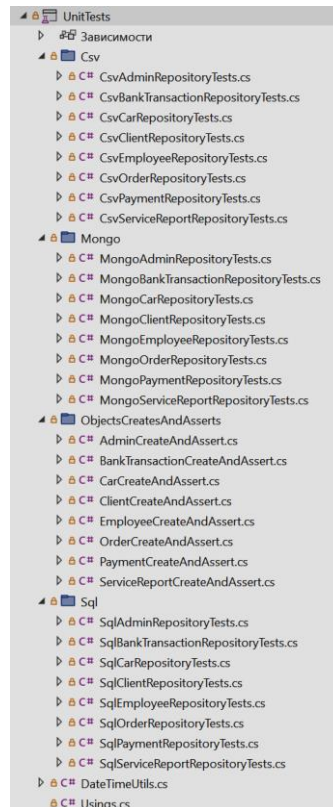 UnitTests
Зависимости
Csv
C# CsvAdminRepositoryTests.cs
C# CsvBankTransactionRepositoryTests.cs
C# CsvCarRepositoryTests.cs
C# CsvClientRepositoryTests.cs
C# CsvEmployeeRepositoryTests.cs
C# CsvOrderRepositoryTests.cs
C# CsvPaymentRepositoryTests.cs
C# CsvServiceReportRepositoryTests.cs
Mongo
C# MongoAdminRepositoryTests.cs
C# MongoBankTransactionRepositoryTests.cs
C# MongoCarRepositoryTests.cs
C# MongoClientRepositoryTests.cs
C# MongoEmployeeRepositoryTests.cs
C# MongoOrderRepositoryTests.cs
C# MongoPaymentRepositoryTests.cs
C# MongoServiceReportRepositoryTests.cs
ObjectsCreatesAndAsserts
C# AdminCreateAndAssert.cs
C# BankTransactionCreateAndAssert.cs
C# CarCreateAndAssert.cs
C# ClientCreateAndAssert.cs
C# EmployeeCreateAndAssert.cs
C# OrderCreateAndAssert.cs
C# PaymentCreateAndAssert.cs
C# ServiceReportCreateAndAssert.cs
Sql
C# SqlAdminRepositoryTests.cs
C# SqlBankTransactionRepositoryTests.cs
C# SqlCarRepositoryTests.cs
C# SqlClientRepositoryTests.cs
C# SqlEmployeeRepositoryTests.cs
C# SqlOrderRepositoryTests.cs
C# SqlPaymentRepositoryTests.cs
C# SqlServiceReportRepositoryTests.cs
C# DateTimeUtils.cs
C# Usings.cs